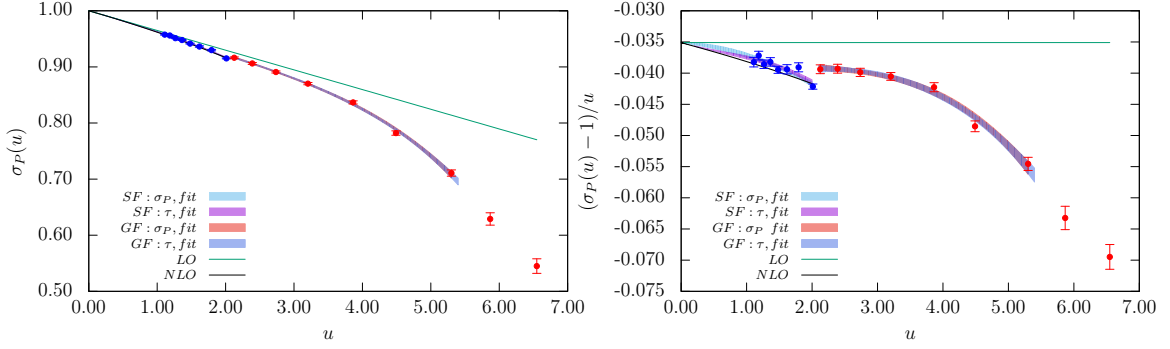 1.00
0.90
0.80
0.70
0.60
0.50
σ_P(u)
0.00 1.00 2.00 3.00 4.00 5.00 6.00 7.00
u
SF : σ_P, fit
SF : τ, fit
GF : σ_P, fit
GF : τ, fit
LO
NLO
-0.030
-0.035
-0.040
-0.045
-0.050
-0.055
-0.060
-0.065
-0.070
-0.075
(σ_P(u) − 1)/u
0.00 1.00 2.00 3.00 4.00 5.00 6.00 7.00
u
SF : σ_P, fit
SF : τ, fit
GF : σ_P fit
GF : τ, fit
LO
NLO